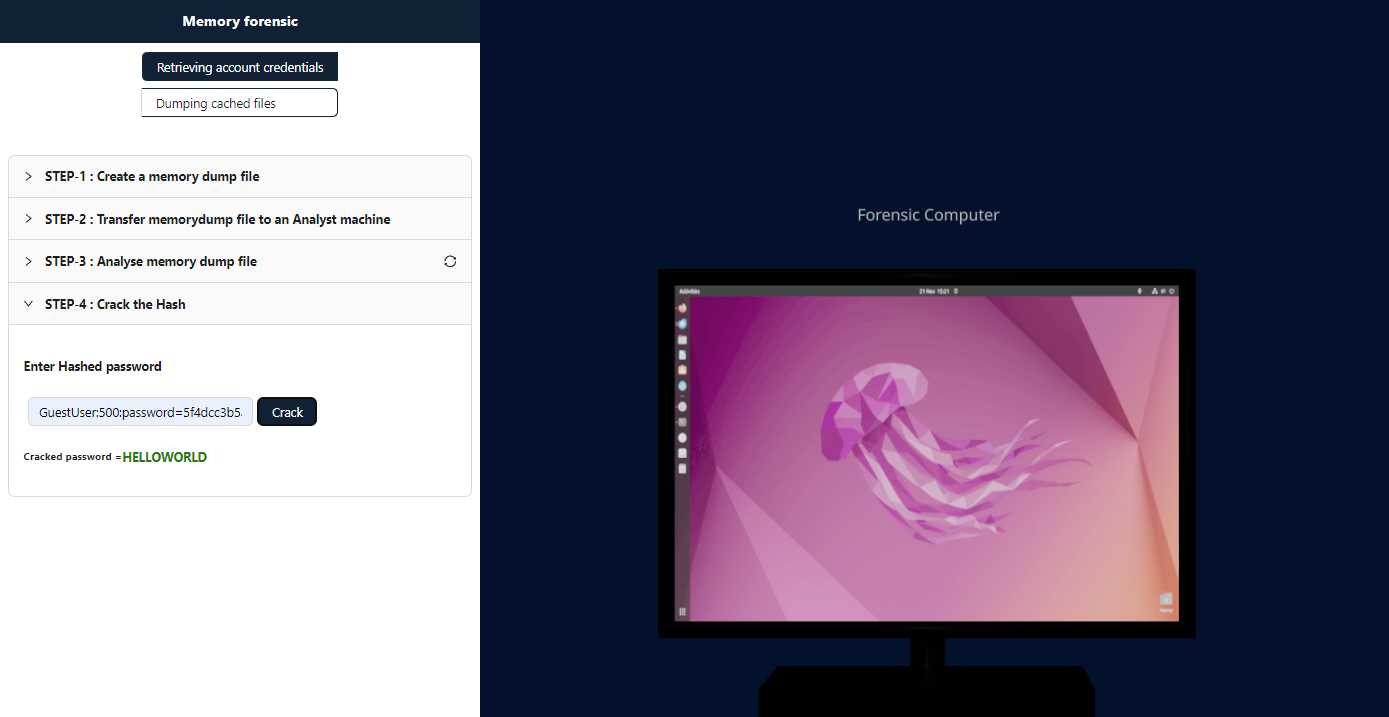 Memory forensic
Retrieving account credentials
Dumping cached files
STEP-1 : Create a memory dump file
STEP-2 : Transfer memorydump file to an Analyst machine
STEP-3 : Analyse memory dump file
STEP-4 : Crack the Hash
Enter Hashed password
GuestUser:500:password=5f4dcc3b5
Crack
Cracked password =HELLOWORLD
Forensic Computer
Activities
21 Nov 15:21
Home